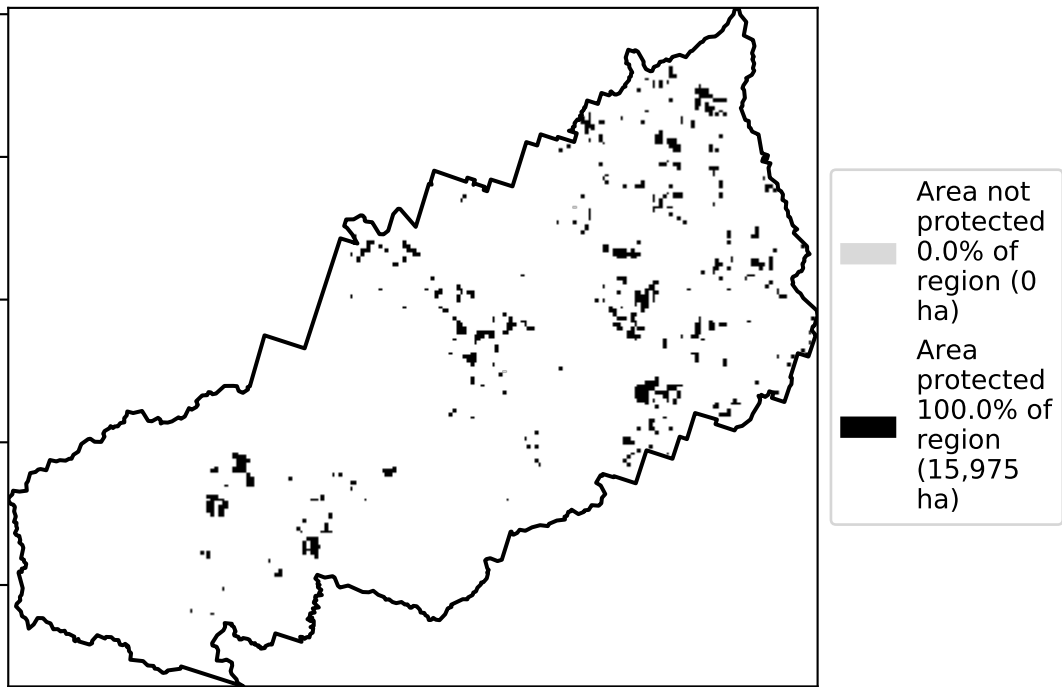 Area not
protected
0.0% of
region (0
ha)
Area
protected
100.0% of
region
(15,975
ha)